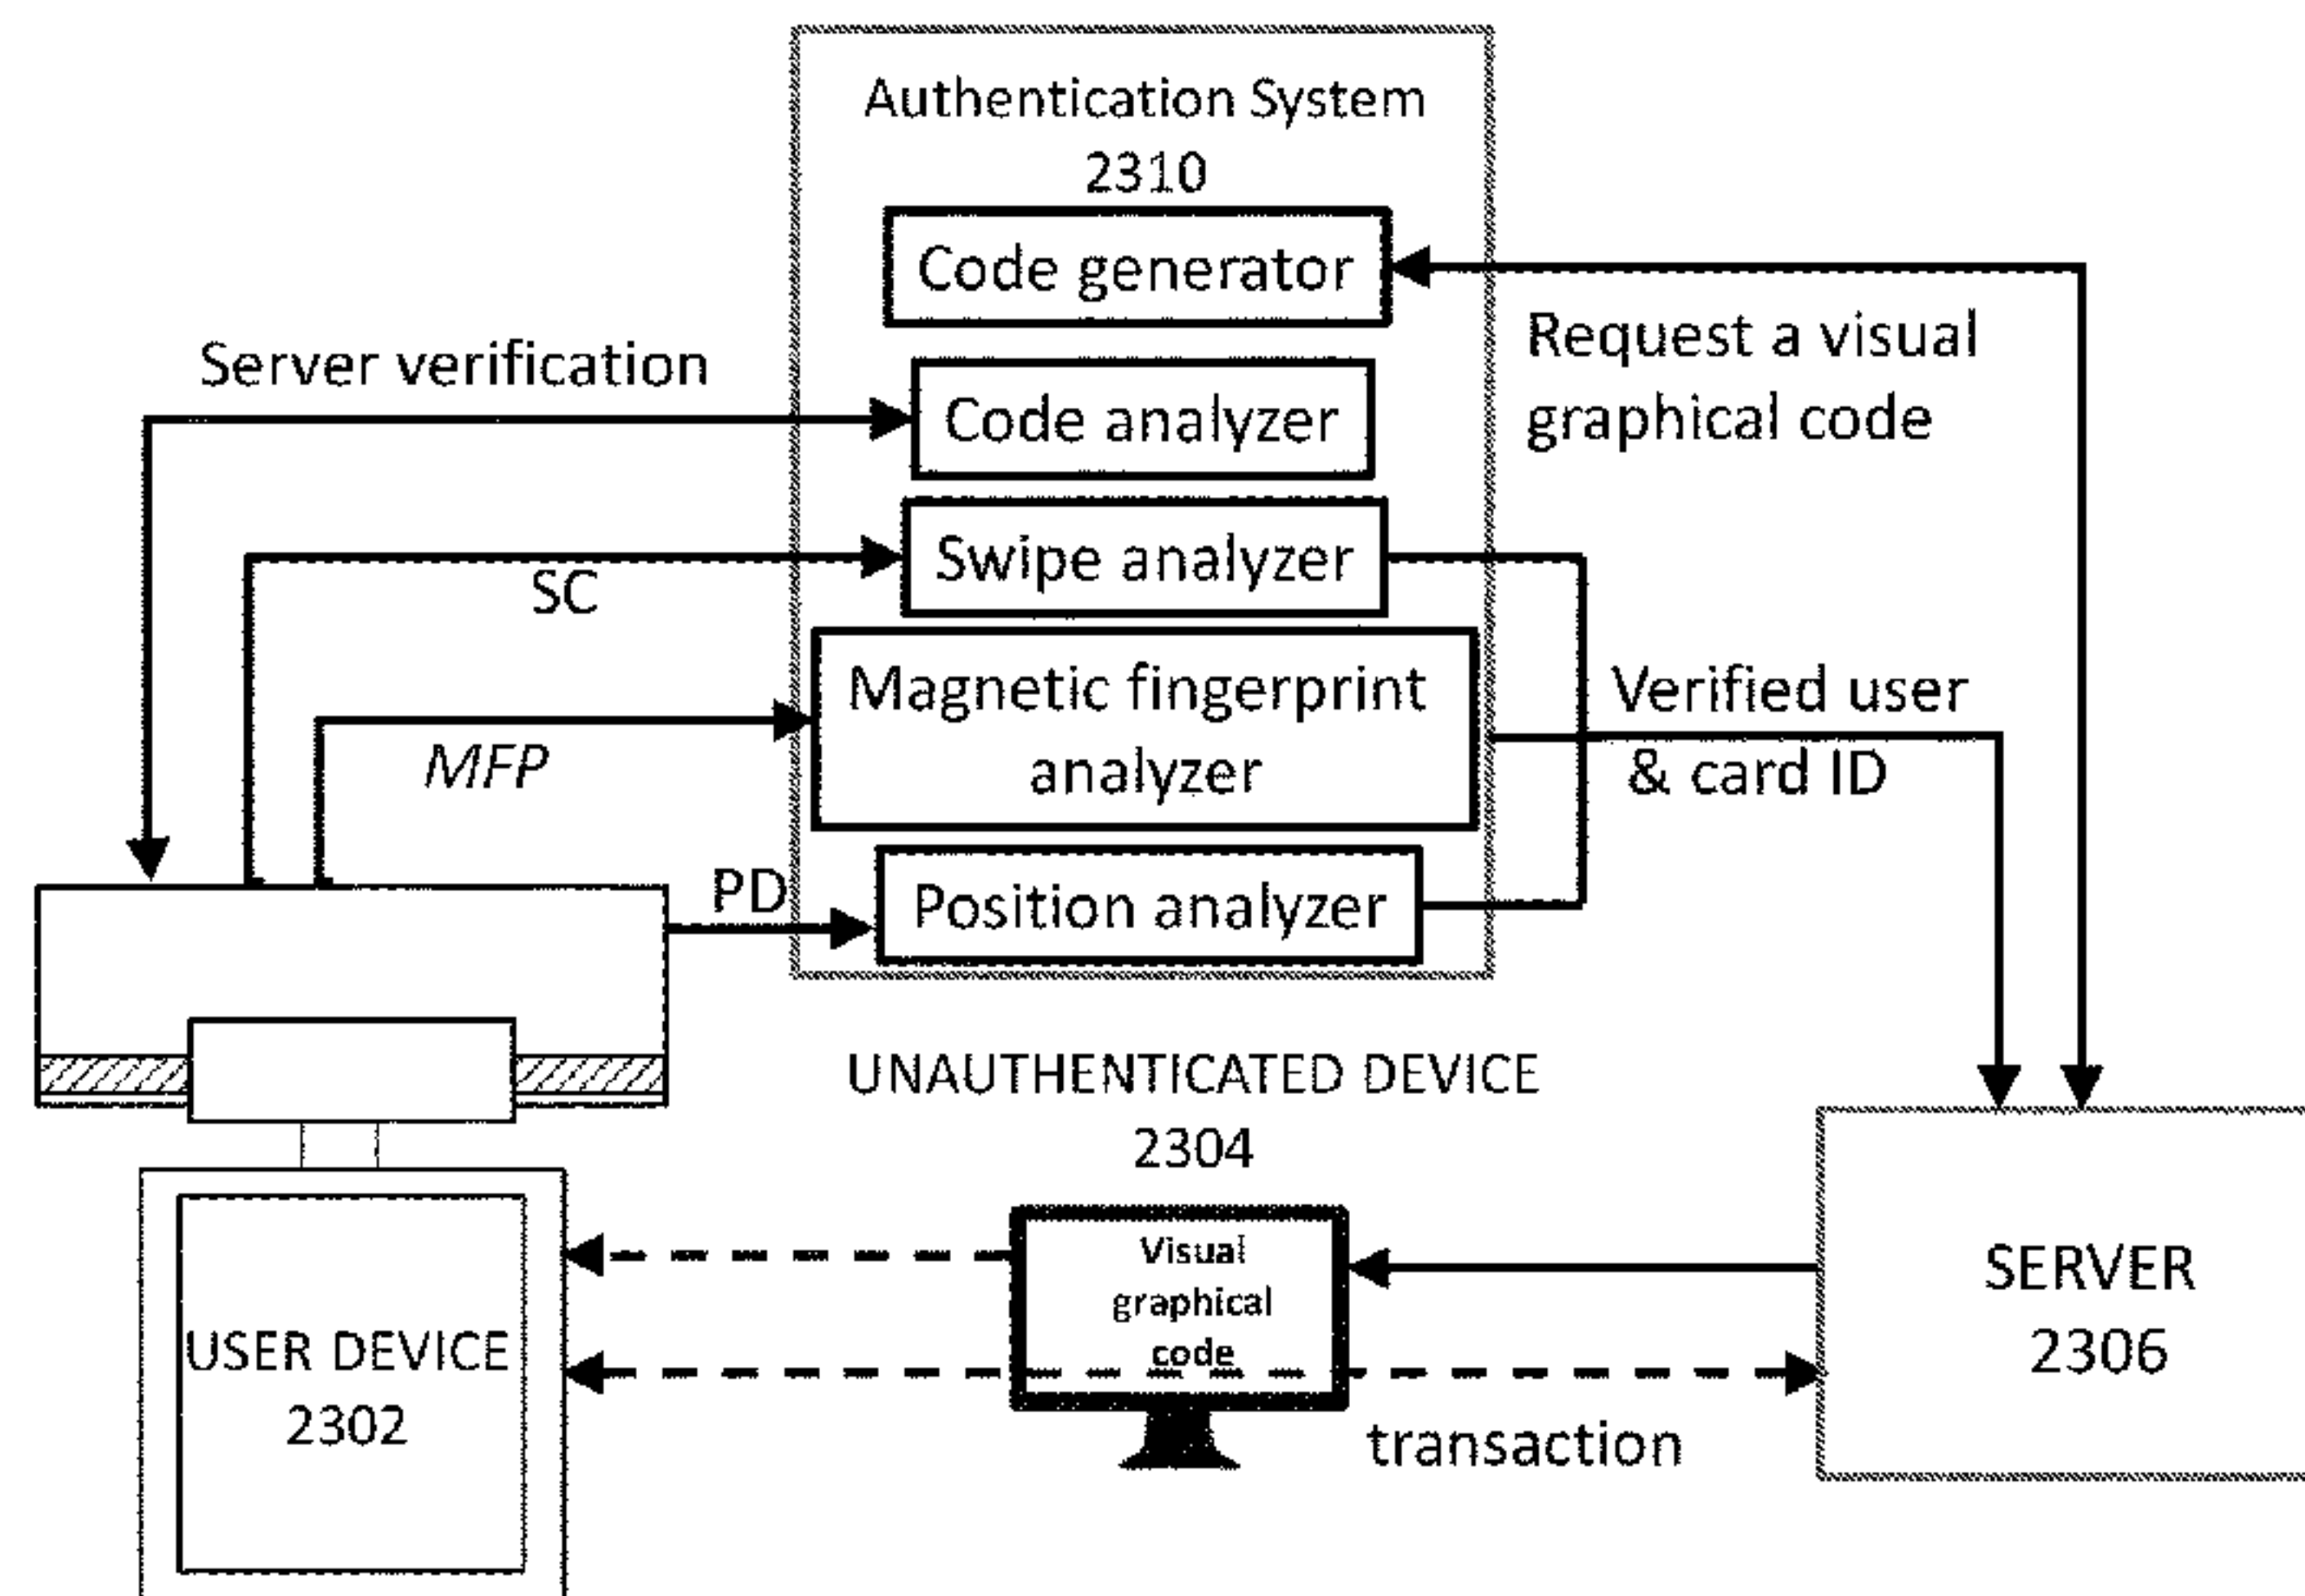 Authentication System
2310
Code generator
Request a visual
graphical code
Server verification
Code analyzer
Swipe analyzer
SC
Magnetic fingerprint
analyzer
Verified user
& card ID
MFP
PD
Position analyzer
UNAUTHENTICATED DEVICE
2304
Visual
graphical
code
SERVER
2306
USER DEVICE
2302
transaction